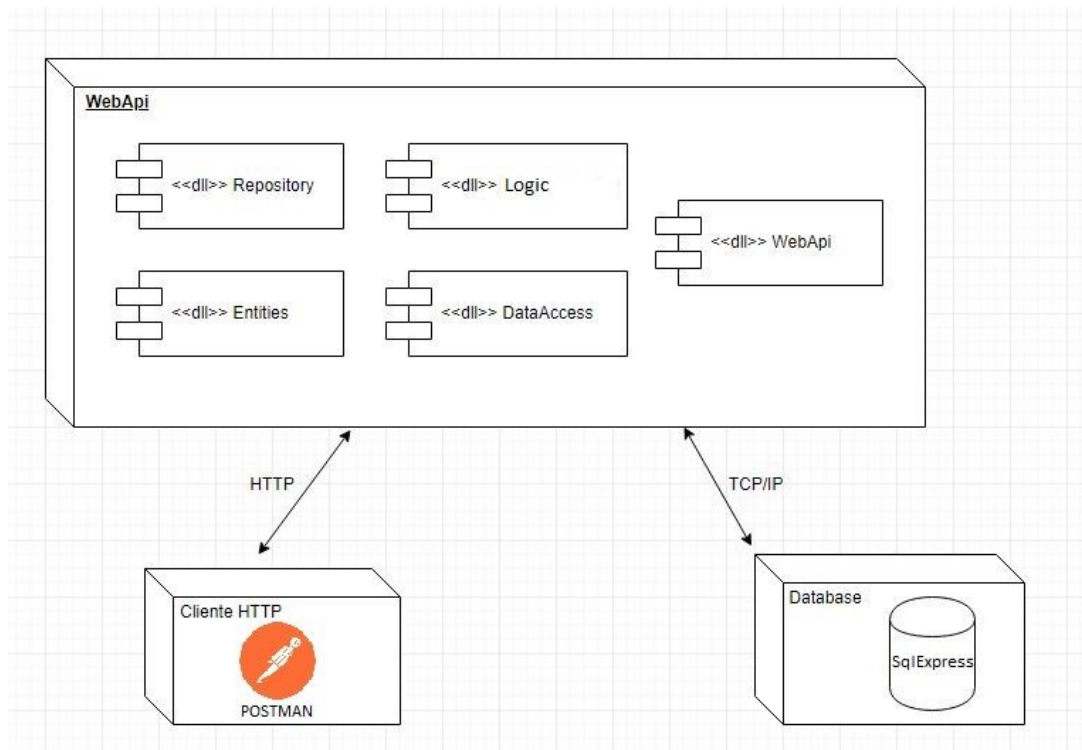 WebApi
<<dll>> Repository
<<dll>> Logic
<<dll>> WebApi
<<dll>> Entities
<<dll>> DataAccess
HTTP
TCP/IP
Cliente HTTP
POSTMAN
Database
SqlExpress